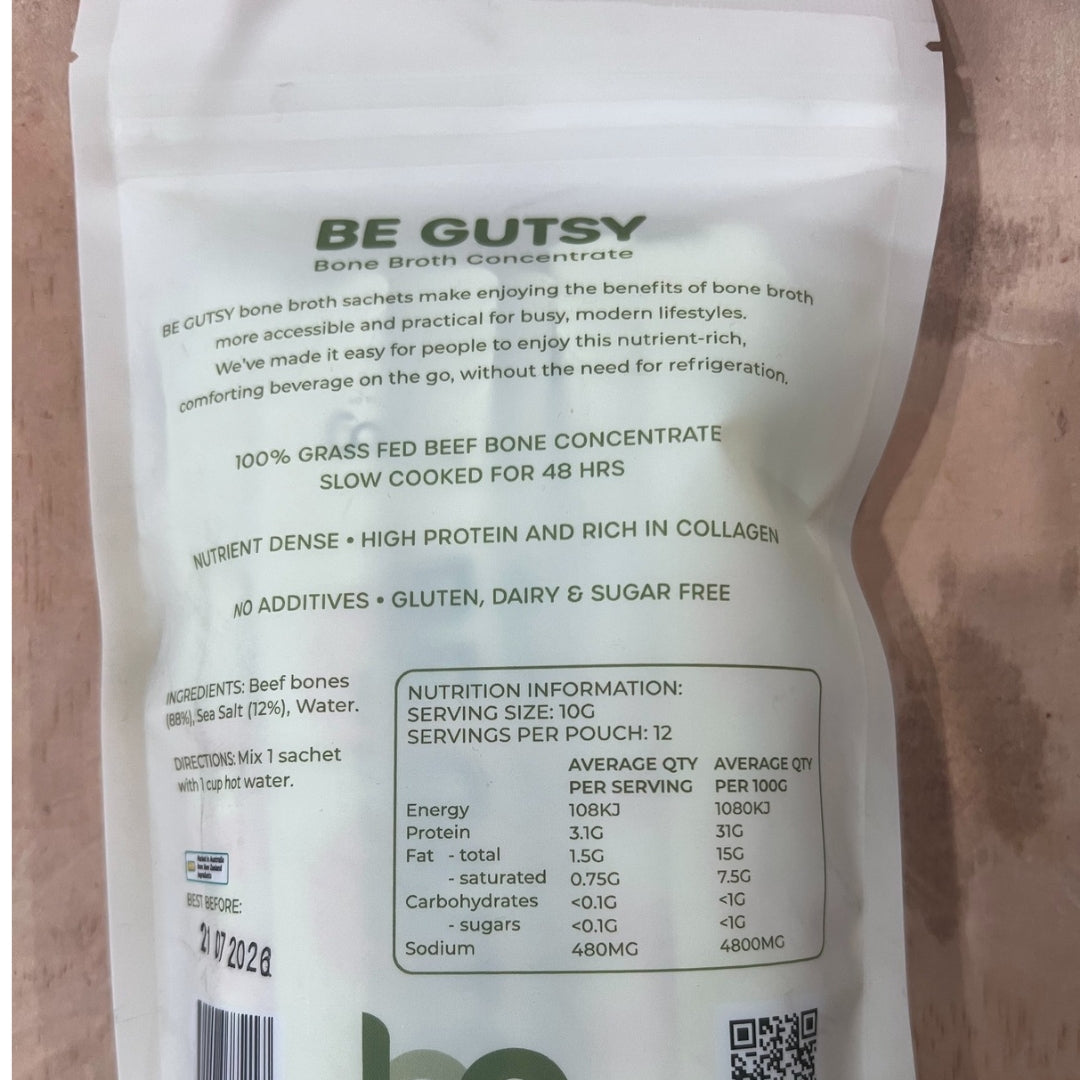 BE GUTSY
Bone Broth Concentrate
BE GUTSY bone broth sachets make enjoying the benefits of bone broth
more accessible and practical for busy, modern lifestyles.
We've made it easy for people to enjoy this nutrient-rich,
comforting beverage on the go, without the need for refrigeration.
100% GRASS FED BEEF BONE CONCENTRATE
SLOW COOKED FOR 48 HRS
NUTRIENT DENSE • HIGH PROTEIN AND RICH IN COLLAGEN
NO ADDITIVES • GLUTEN, DAIRY & SUGAR FREE
INGREDIENTS: Beef bones
(88%), Sea Salt (12%), Water.
DIRECTIONS: Mix 1 sachet
with 1 cup hot water.
Packed in Australia
from New Zealand
ingredients
BEST BEFORE:
21 07 2026
NUTRITION INFORMATION:
SERVING SIZE: 10G
SERVINGS PER POUCH: 12
AVERAGE QTY AVERAGE QTY
PER SERVING PER 100G
Energy 108KJ 1080KJ
Protein 3.1G 31G
Fat - total 1.5G 15G
- saturated 0.75G 7.5G
Carbohydrates <0.1G <1G
- sugars <0.1G <1G
Sodium 480MG 4800MG